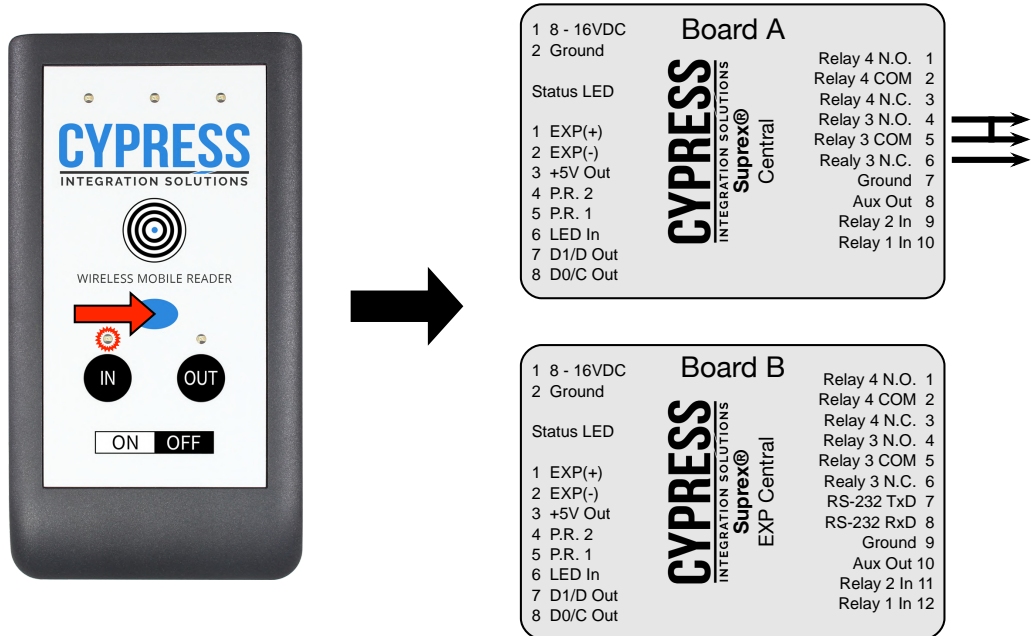 CYPRESS
INTEGRATION SOLUTIONS
WIRELESS MOBILE READER
IN
OUT
ON OFF
Board A
1 8 - 16VDC
2 Ground
Status LED
1 EXP(+)
2 EXP(-)
3 +5V Out
4 P.R. 2
5 P.R. 1
6 LED In
7 D1/D Out
8 D0/C Out
CYPRESS
INTEGRATION SOLUTIONS
Suprex®
Central
Relay 4 N.O. 1
Relay 4 COM 2
Relay 4 N.C. 3
Relay 3 N.O. 4
Relay 3 COM 5
Realy 3 N.C. 6
Ground 7
Aux Out 8
Relay 2 In 9
Relay 1 In 10
Board B
1 8 - 16VDC
2 Ground
Status LED
1 EXP(+)
2 EXP(-)
3 +5V Out
4 P.R. 2
5 P.R. 1
6 LED In
7 D1/D Out
8 D0/C Out
CYPRESS
INTEGRATION SOLUTIONS
Suprex®
EXP Central
Relay 4 N.O. 1
Relay 4 COM 2
Relay 4 N.C. 3
Relay 3 N.O. 4
Relay 3 COM 5
Realy 3 N.C. 6
RS-232 TxD 7
RS-232 RxD 8
Ground 9
Aux Out 10
Relay 2 In 11
Relay 1 In 12